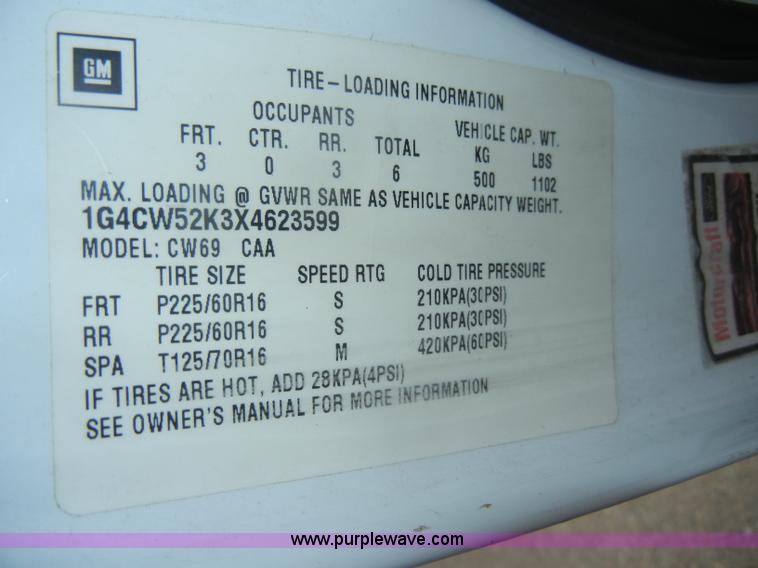 GM
TIRE-LOADING INFORMATION
OCCUPANTS
VEHICLE CAP. WT.
FRT. CTR. RR. TOTAL KG LBS
3 0 3 6 500 1102
MAX. LOADING @ GVWR SAME AS VEHICLE CAPACITY WEIGHT.
1G4CW52K3X4623599
MODEL: CW69 CAA
TIRE SIZE SPEED RTG COLD TIRE PRESSURE
FRT P225/60R16 S 210KPA(30PSI)
RR P225/60R16 S 210KPA(30PSI)
SPA T125/70R16 M 420KPA(60PSI)
IF TIRES ARE HOT, ADD 28KPA(4PSI)
SEE OWNER'S MANUAL FOR MORE INFORMATION
Motorcraft
www.purplewave.com